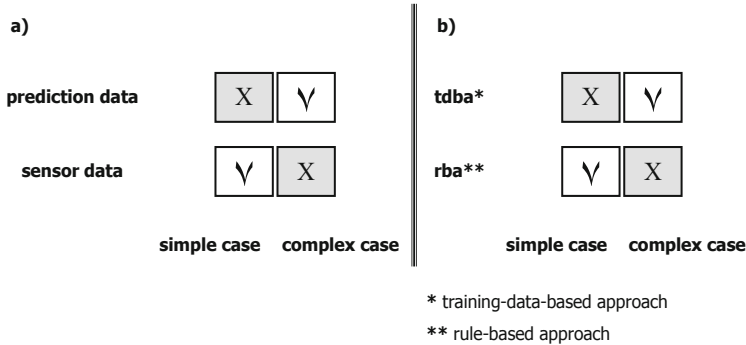 a)
prediction data X √
sensor data √ X
simple case complex case
b)
tdba* X √
rba** √ X
simple case complex case
* training-data-based approach
** rule-based approach